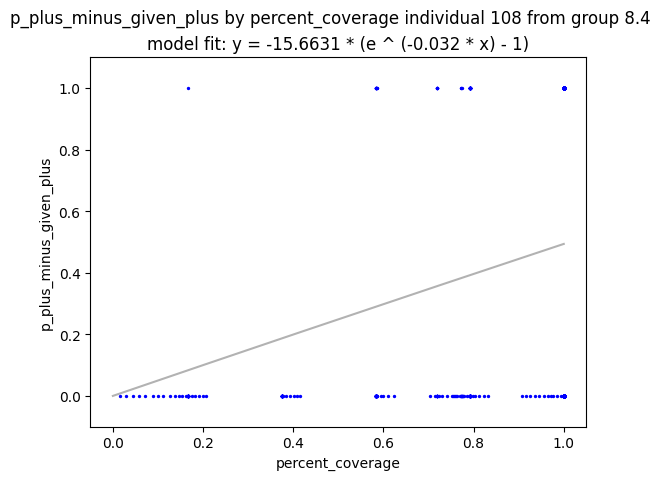 p_plus_minus_given_plus by percent_coverage individual 108 from group 8.4
model fit: y = -15.6631 * (e ^ (-0.032 * x) - 1)
p_plus_minus_given_plus
1.0
0.8
0.6
0.4
0.2
0.0
0.0 0.2 0.4 0.6 0.8 1.0
percent_coverage